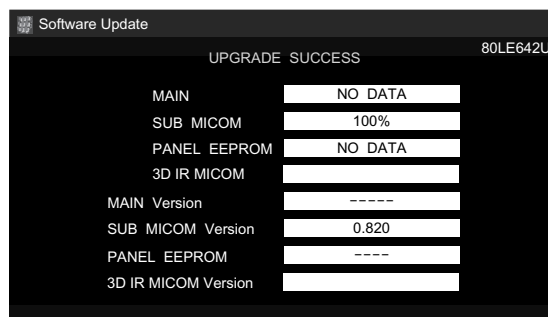 Software Update
UPGRADE SUCCESS 80LE642U
MAIN NO DATA
SUB MICOM 100%
PANEL EEPROM NO DATA
3D IR MICOM
MAIN Version -----
SUB MICOM Version 0.820
PANEL EEPROM ----
3D IR MICOM Version